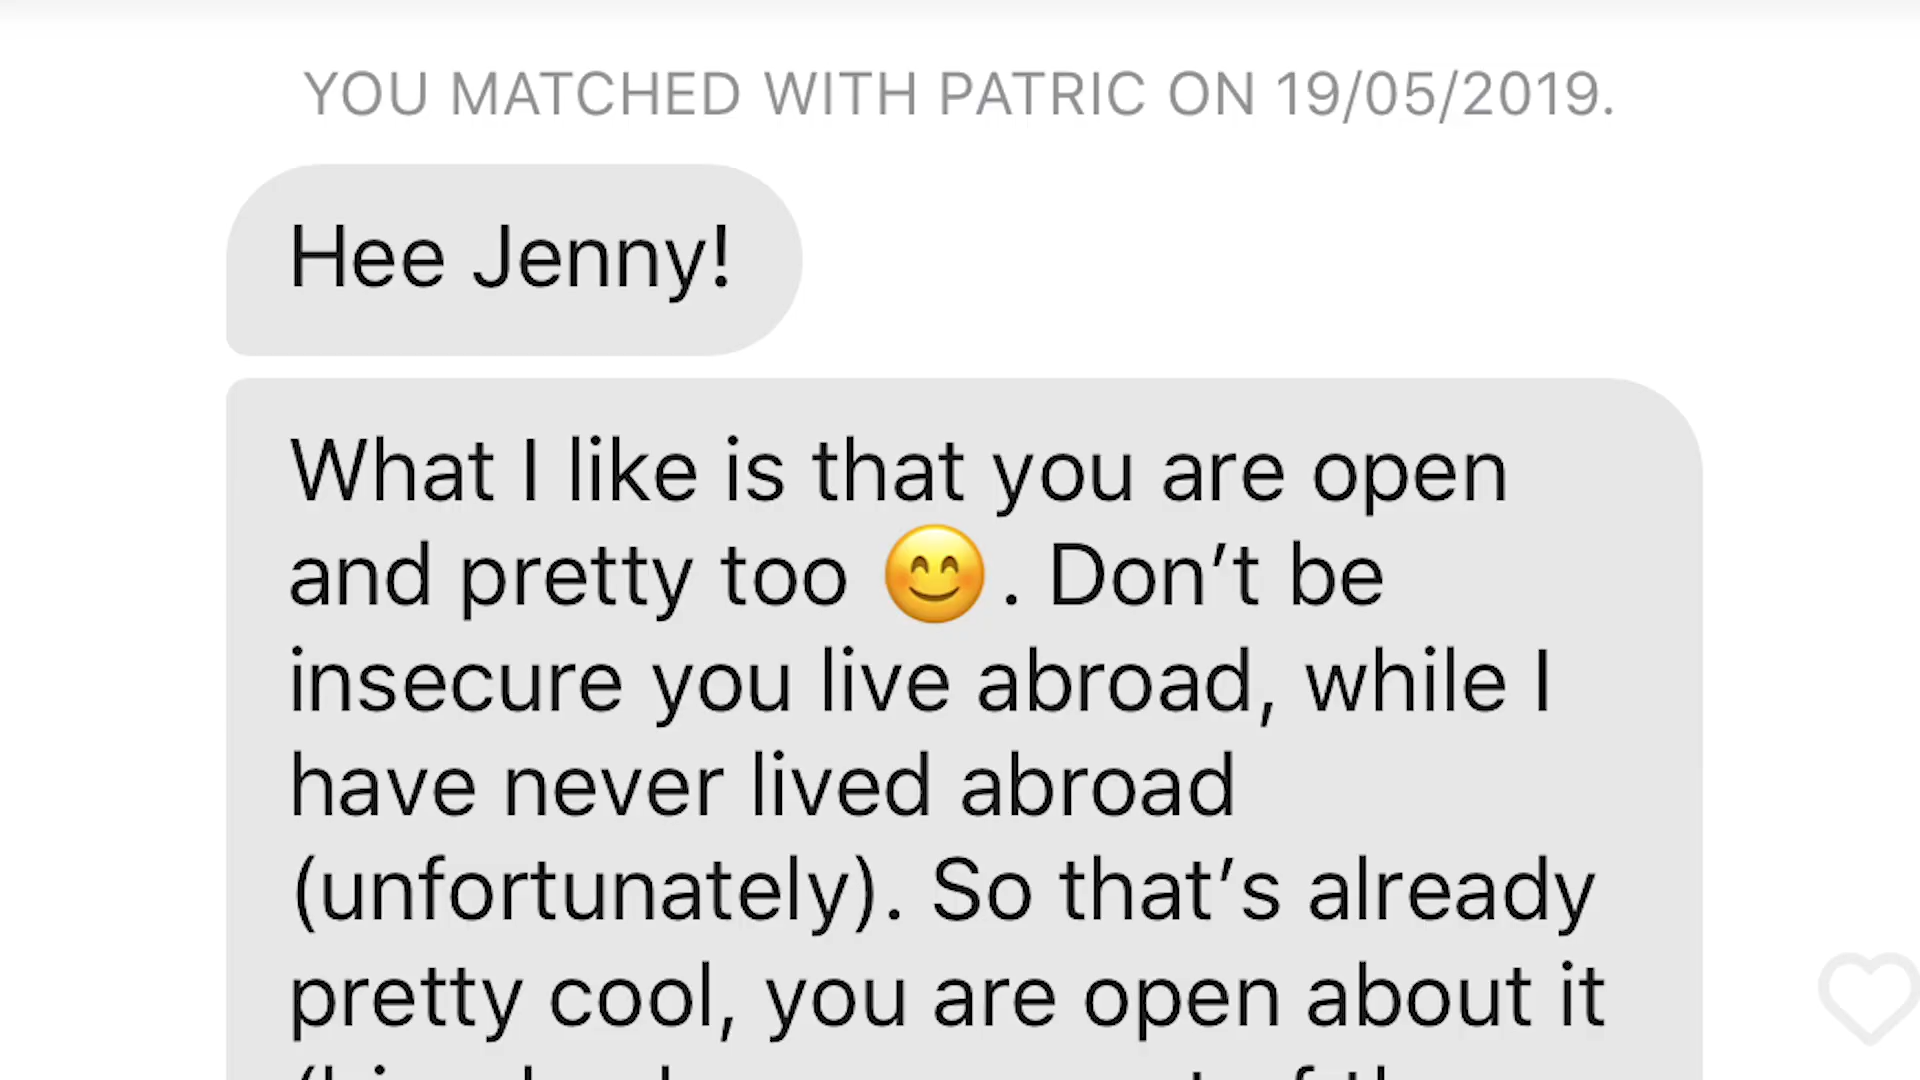 YOU MATCHED WITH PATRIC ON 19/05/2019.
Hee Jenny!
What I like is that you are open
and pretty too 😊. Don’t be
insecure you live abroad, while I
have never lived abroad
(unfortunately). So that’s already
pretty cool, you are open about it